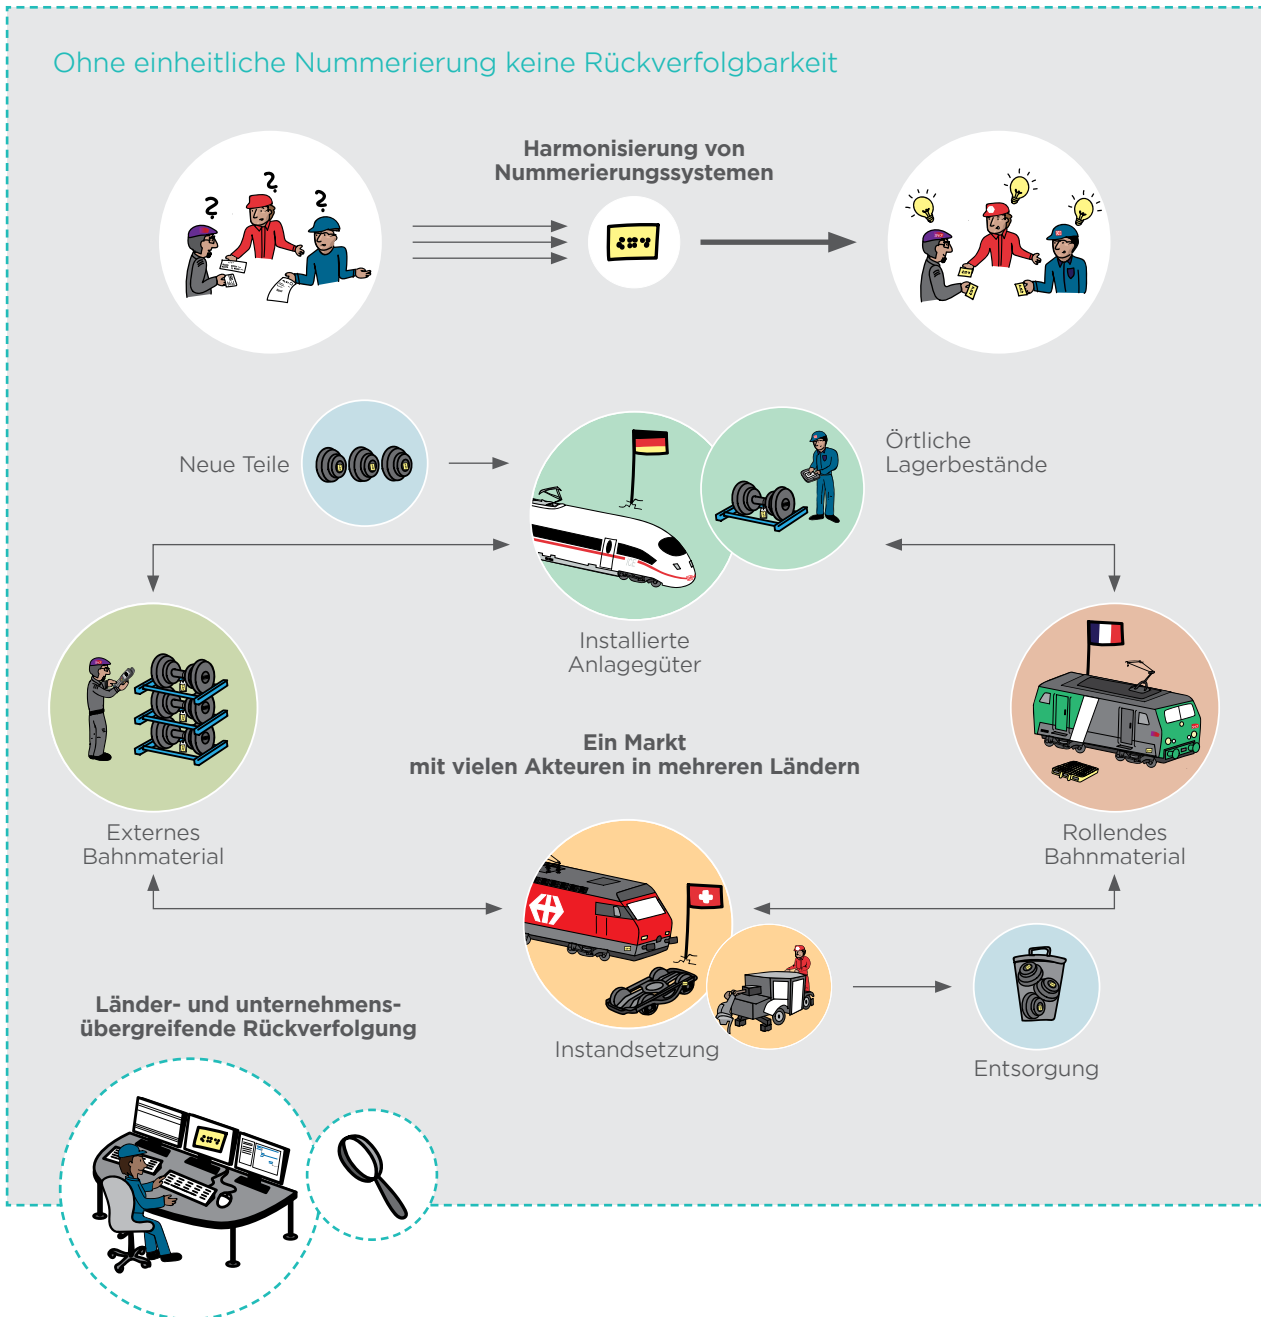 Ohne einheitliche Nummerierung keine Rückverfolgbarkeit
Harmonisierung von
Nummerierungssystemen
Neue Teile
Örtliche
Lagerbestände
Installierte
Anlagegüter
Ein Markt
mit vielen Akteuren in mehreren Ländern
Externes
Bahnmaterial
Rollendes
Bahnmaterial
Instandsetzung
Entsorgung
Länder- und unternehmens-
übergreifende Rückverfolgung